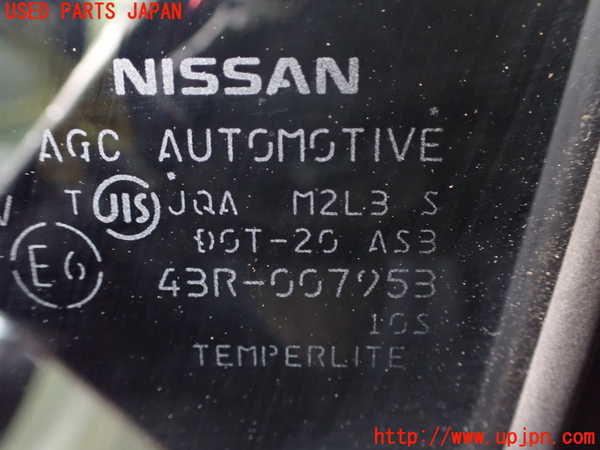 USED PARTS JAPAN
NISSAN
AGC AUTOMOTIVE
V T JIS JQA M2L3 S
DOT-20 AS3
E6 43R-007953
10S
TEMPERLITE
http://www.upjpn.com/